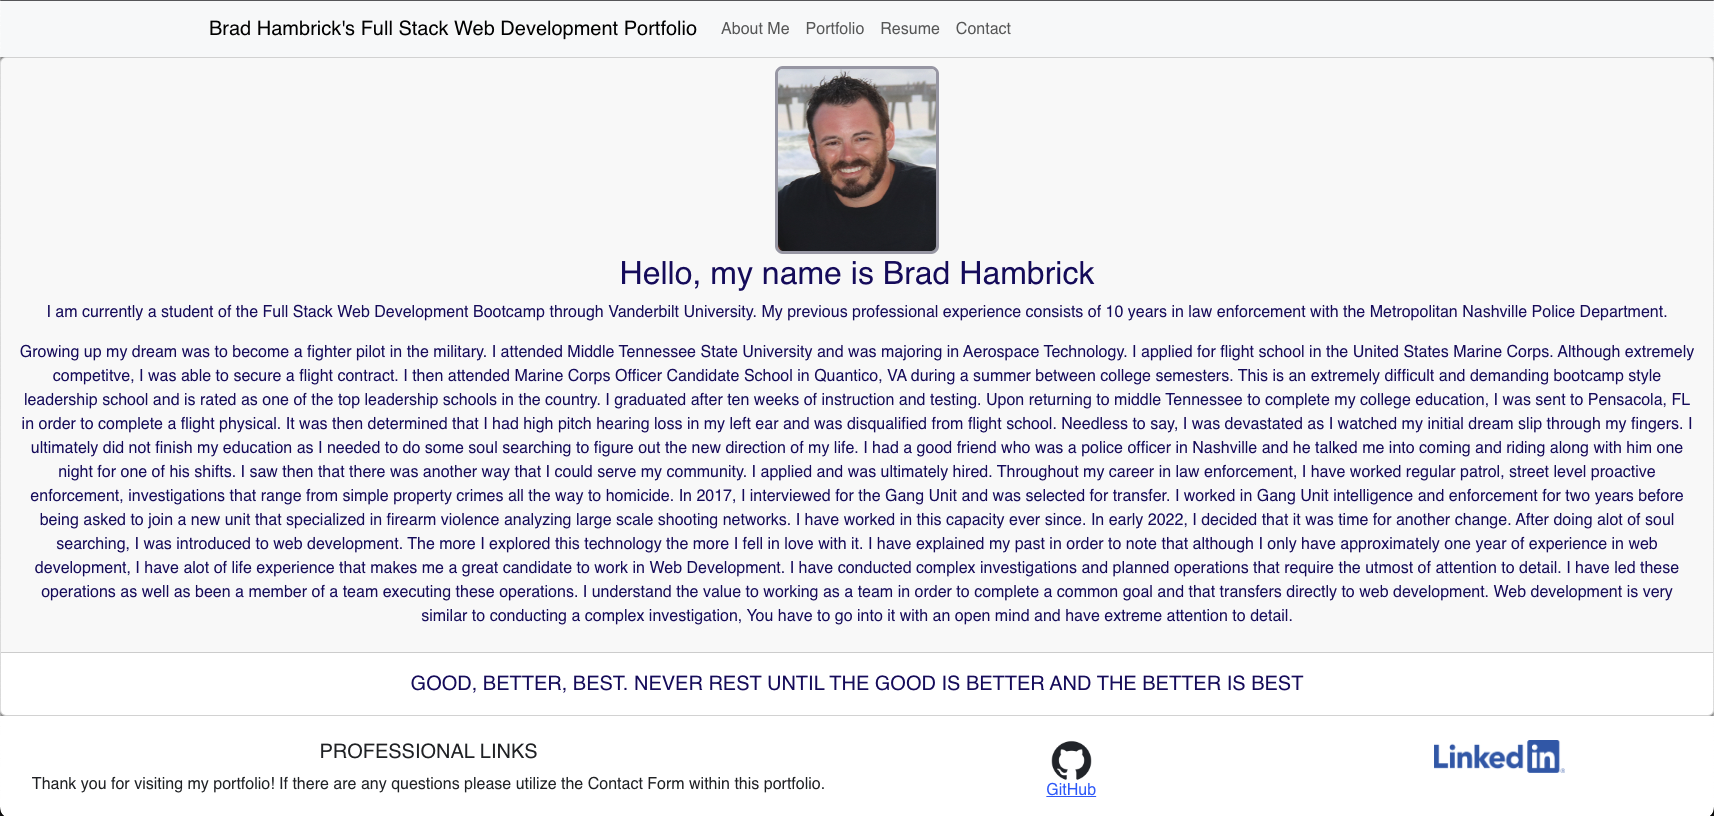 Brad Hambrick's Full Stack Web Development Portfolio About Me Portfolio Resume Contact
Hello, my name is Brad Hambrick
I am currently a student of the Full Stack Web Development Bootcamp through Vanderbilt University. My previous professional experience consists of 10 years in law enforcement with the Metropolitan Nashville Police Department.
Growing up my dream was to become a fighter pilot in the military. I attended Middle Tennessee State University and was majoring in Aerospace Technology. I applied for flight school in the United States Marine Corps. Although extremely
competitve, I was able to secure a flight contract. I then attended Marine Corps Officer Candidate School in Quantico, VA during a summer between college semesters. This is an extremely difficult and demanding bootcamp style
leadership school and is rated as one of the top leadership schools in the country. I graduated after ten weeks of instruction and testing. Upon returning to middle Tennessee to complete my college education, I was sent to Pensacola, FL
in order to complete a flight physical. It was then determined that I had high pitch hearing loss in my left ear and was disqualified from flight school. Needless to say, I was devastated as I watched my initial dream slip through my fingers. I
ultimately did not finish my education as I needed to do some soul searching to figure out the new direction of my life. I had a good friend who was a police officer in Nashville and he talked me into coming and riding along with him one
night for one of his shifts. I saw then that there was another way that I could serve my community. I applied and was ultimately hired. Throughout my career in law enforcement, I have worked regular patrol, street level proactive
enforcement, investigations that range from simple property crimes all the way to homicide. In 2017, I interviewed for the Gang Unit and was selected for transfer. I worked in Gang Unit intelligence and enforcement for two years before
being asked to join a new unit that specialized in firearm violence analyzing large scale shooting networks. I have worked in this capacity ever since. In early 2022, I decided that it was time for another change. After doing alot of soul
searching, I was introduced to web development. The more I explored this technology the more I fell in love with it. I have explained my past in order to note that although I only have approximately one year of experience in web
development, I have alot of life experience that makes me a great candidate to work in Web Development. I have conducted complex investigations and planned operations that require the utmost of attention to detail. I have led these
operations as well as been a member of a team executing these operations. I understand the value to working as a team in order to complete a common goal and that transfers directly to web development. Web development is very
similar to conducting a complex investigation, You have to go into it with an open mind and have extreme attention to detail.
GOOD, BETTER, BEST. NEVER REST UNTIL THE GOOD IS BETTER AND THE BETTER IS BEST
PROFESSIONAL LINKS
Thank you for visiting my portfolio! If there are any questions please utilize the Contact Form within this portfolio.
GitHub
Linked in